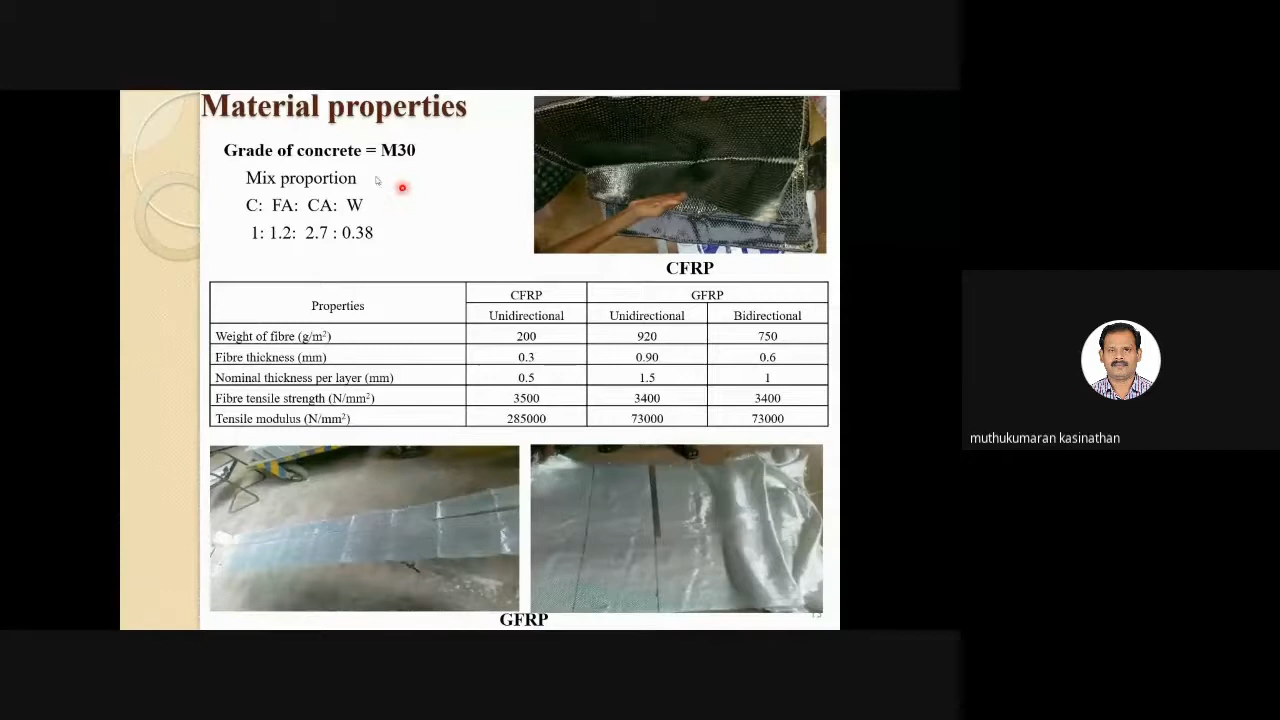 Material properties
Grade of concrete = M30
Mix proportion
C: FA: CA: W
1: 1.2: 2.7 : 0.38
CFRP
Properties CFRP GFRP
Unidirectional Unidirectional Bidirectional
Weight of fibre (g/m²) 200 920 750
Fibre thickness (mm) 0.3 0.90 0.6
Nominal thickness per layer (mm) 0.5 1.5 1
Fibre tensile strength (N/mm²) 3500 3400 3400
Tensile modulus (N/mm²) 285000 73000 73000
GFRP
muthukumaran kasinathan